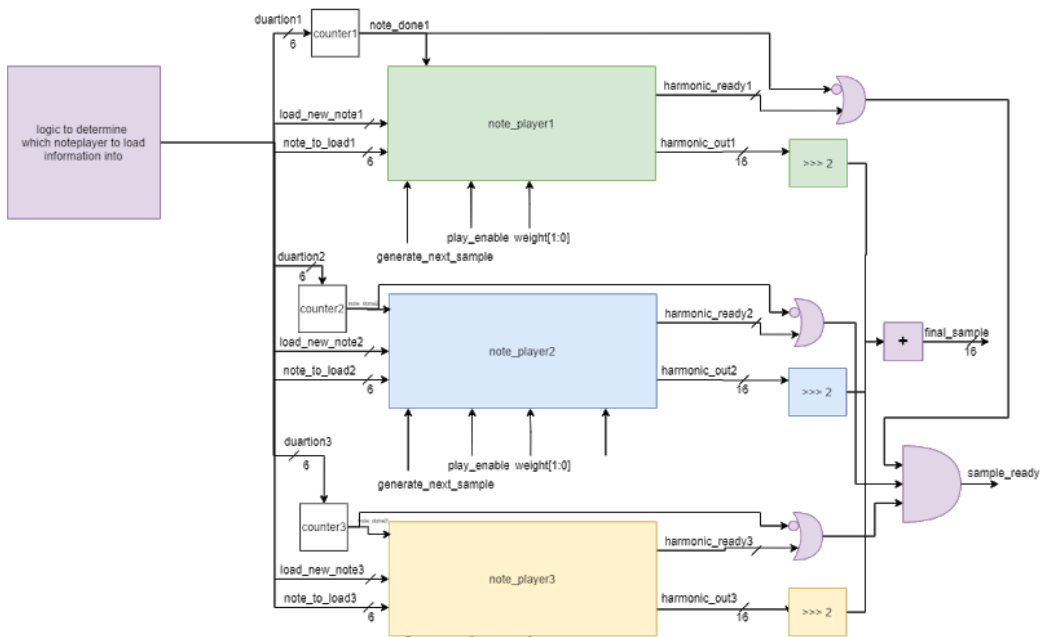 duartion1
6
counter1
note_done1
logic to determine
which noteplayer to load
information into
load_new_note1
note_to_load1
6
note_player1
harmonic_ready1
harmonic_out1
16
>>> 2
play_enable
weight[1:0]
generate_next_sample
duartion2
6
counter2
note_done2
load_new_note2
note_to_load2
6
note_player2
harmonic_ready2
harmonic_out2
16
>>> 2
+
final_sample
16
play_enable
weight[1:0]
generate_next_sample
duartion3
6
counter3
note_done3
load_new_note3
note_to_load3
6
note_player3
harmonic_ready3
harmonic_out3
16
>>> 2
sample_ready